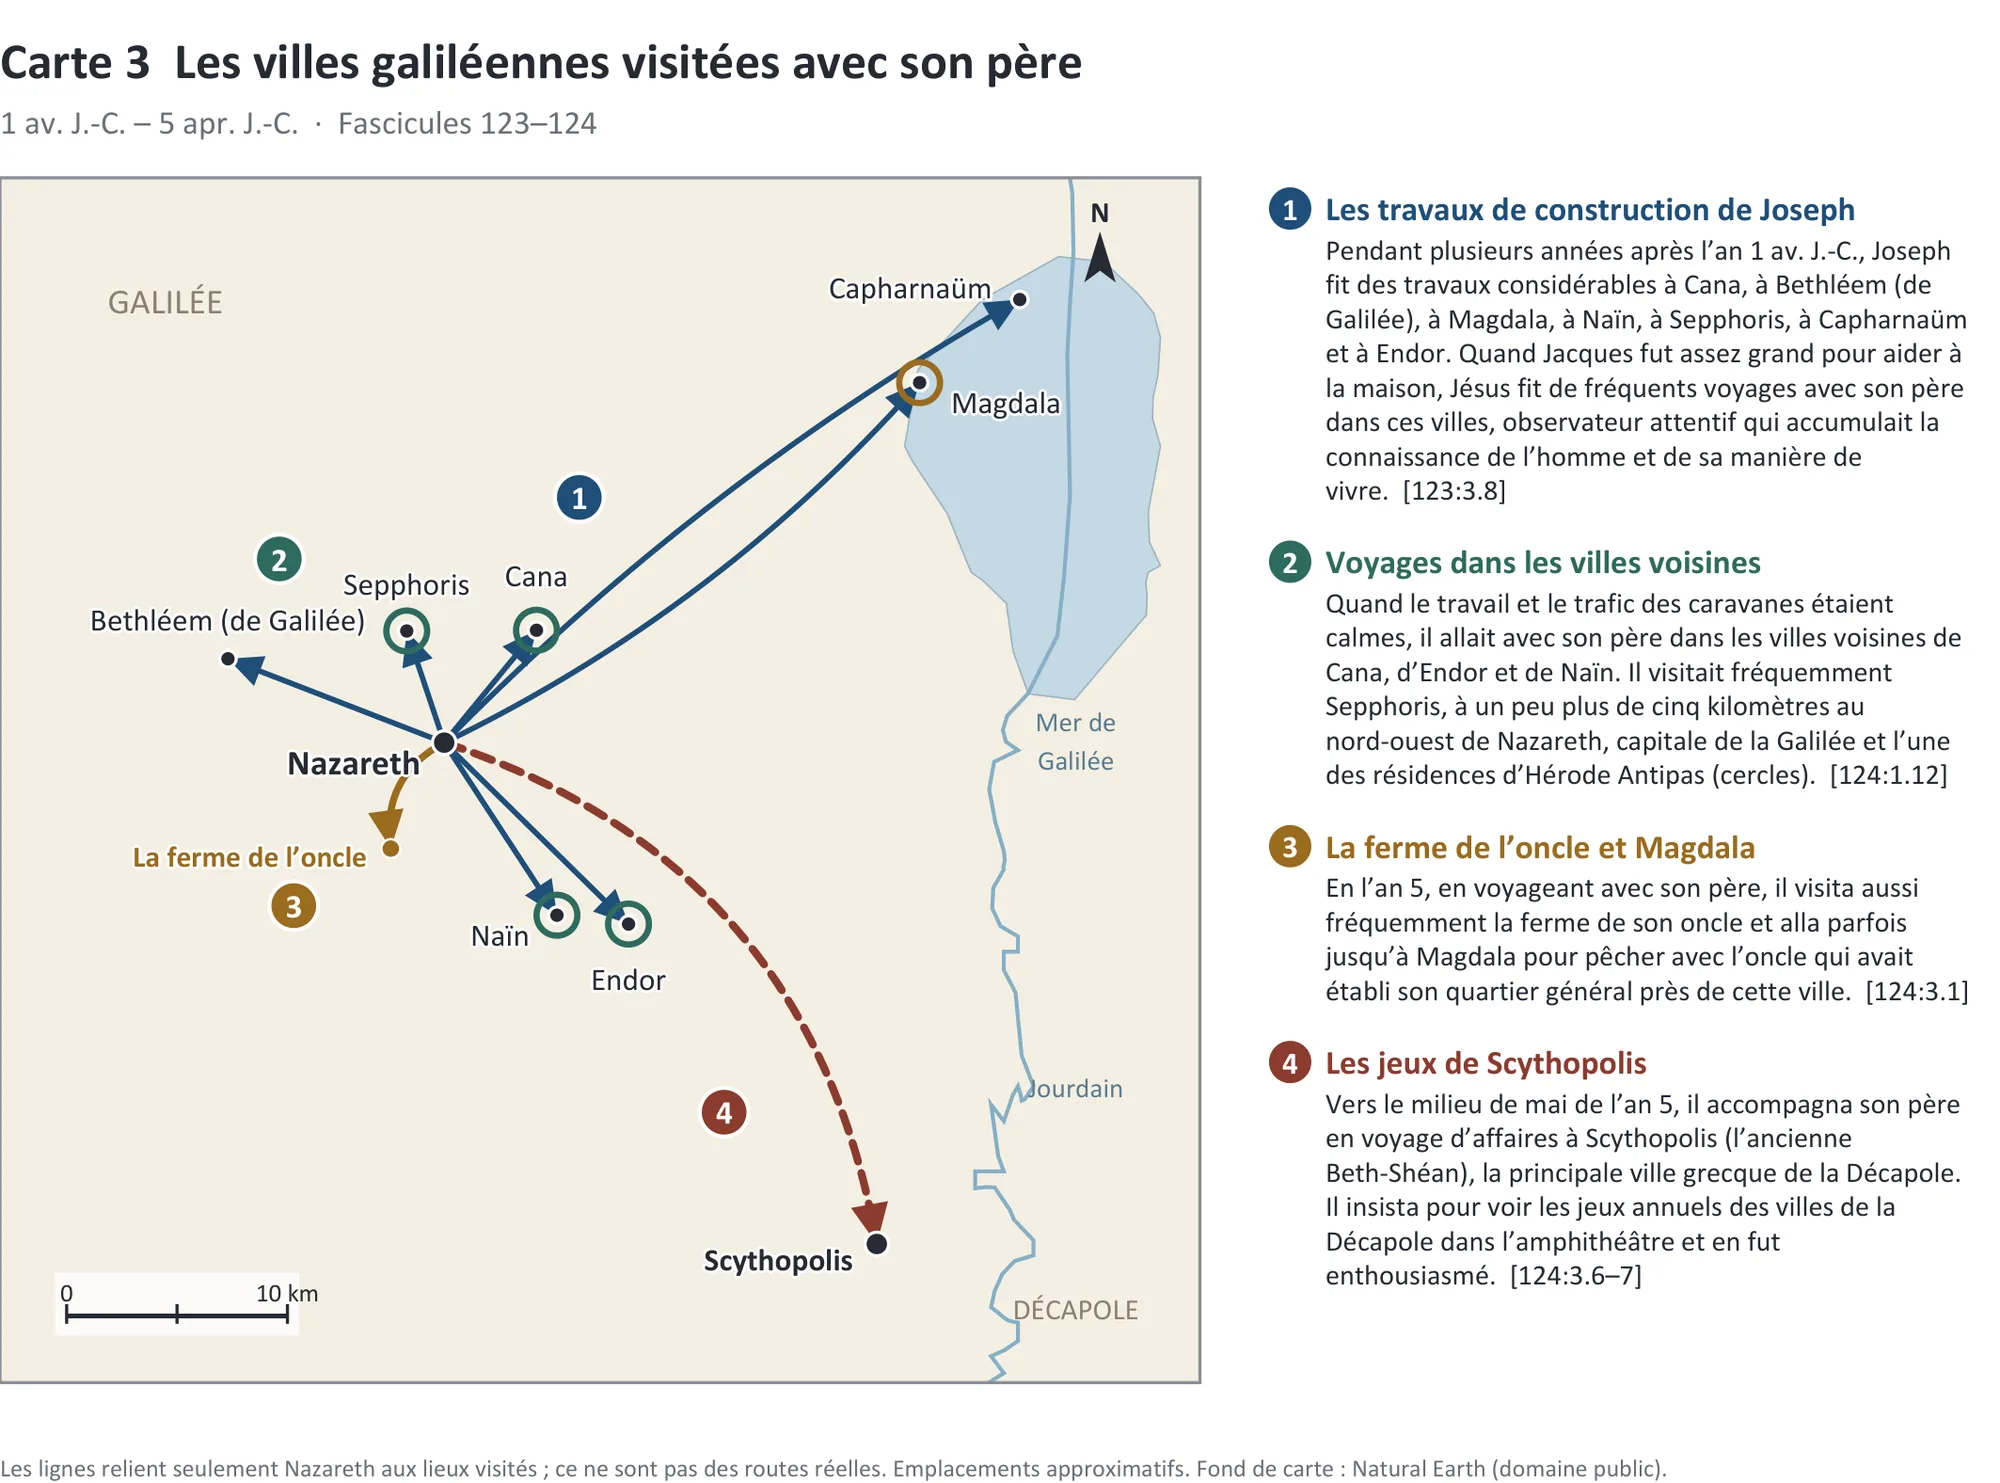 Carte 3  Les villes galiléennes visitées avec son père
1 av. J.-C. – 5 apr. J.-C.  ·  Fascicules 123–124
N
GALILÉE
Capharnaüm
Magdala
1
2
Sepphoris
Cana
Bethléem (de Galilée)
Nazareth
Mer de
Galilée
La ferme de l’oncle
3
Naïn
Endor
Jourdain
4
Scythopolis
0
10 km
DÉCAPOLE
1 Les travaux de construction de Joseph
Pendant plusieurs années après l’an 1 av. J.-C., Joseph
fit des travaux considérables à Cana, à Bethléem (de
Galilée), à Magdala, à Naïn, à Sepphoris, à Capharnaüm
et à Endor. Quand Jacques fut assez grand pour aider à
la maison, Jésus fit de fréquents voyages avec son père
dans ces villes, observateur attentif qui accumulait la
connaissance de l’homme et de sa manière de
vivre.  [123:3.8]
2 Voyages dans les villes voisines
Quand le travail et le trafic des caravanes étaient
calmes, il allait avec son père dans les villes voisines de
Cana, d’Endor et de Naïn. Il visitait fréquemment
Sepphoris, à un peu plus de cinq kilomètres au
nord-ouest de Nazareth, capitale de la Galilée et l’une
des résidences d’Hérode Antipas (cercles).  [124:1.12]
3 La ferme de l’oncle et Magdala
En l’an 5, en voyageant avec son père, il visita aussi
fréquemment la ferme de son oncle et alla parfois
jusqu’à Magdala pour pêcher avec l’oncle qui avait
établi son quartier général près de cette ville.  [124:3.1]
4 Les jeux de Scythopolis
Vers le milieu de mai de l’an 5, il accompagna son père
en voyage d’affaires à Scythopolis (l’ancienne
Beth-Shéan), la principale ville grecque de la Décapole.
Il insista pour voir les jeux annuels des villes de la
Décapole dans l’amphithéâtre et en fut
enthousiasmé.  [124:3.6–7]
Les lignes relient seulement Nazareth aux lieux visités ; ce ne sont pas des routes réelles. Emplacements approximatifs. Fond de carte : Natural Earth (domaine public).